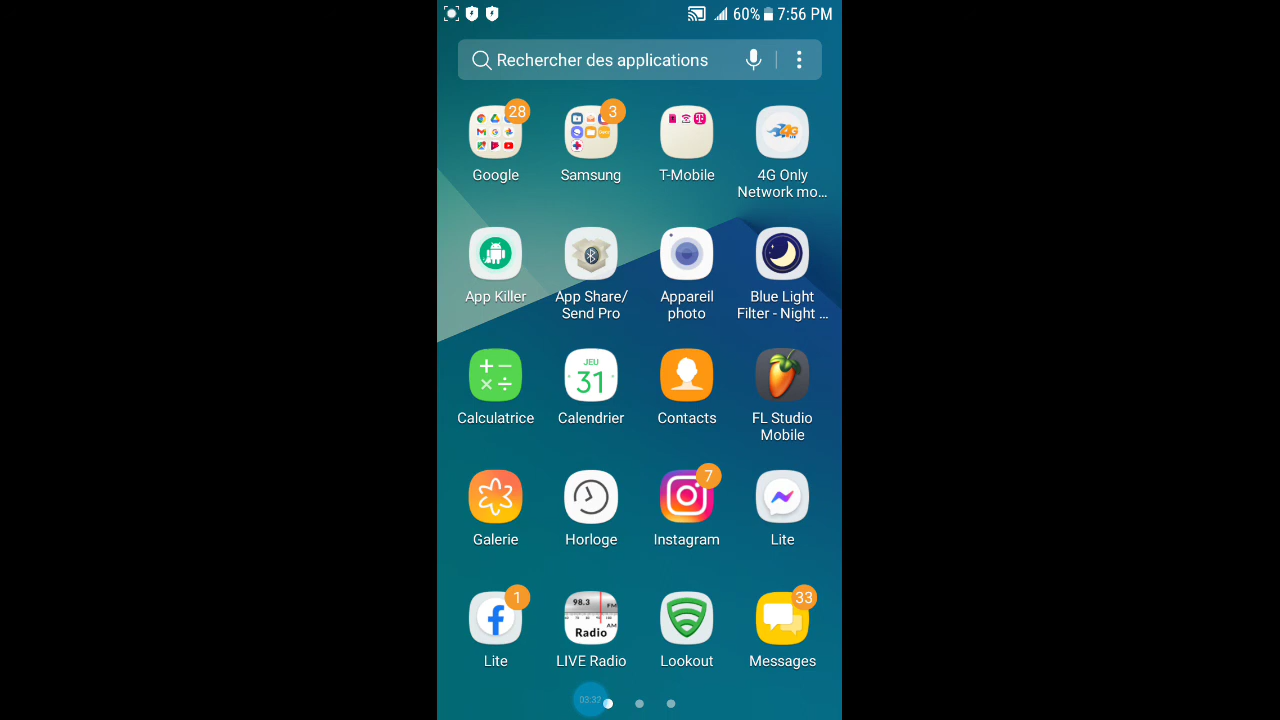 60% 7:56 PM
Rechercher des applications
28
3
Google
Samsung
T-Mobile
4G Only
Network mo...
App Killer
App Share/
Send Pro
Appareil
photo
Blue Light
Filter - Night ...
JEU
31
Calculatrice
Calendrier
Contacts
FL Studio
Mobile
7
Galerie
Horloge
Instagram
Lite
1
98.3
FM
AM
Radio
33
Lite
LIVE Radio
Lookout
Messages
03:32